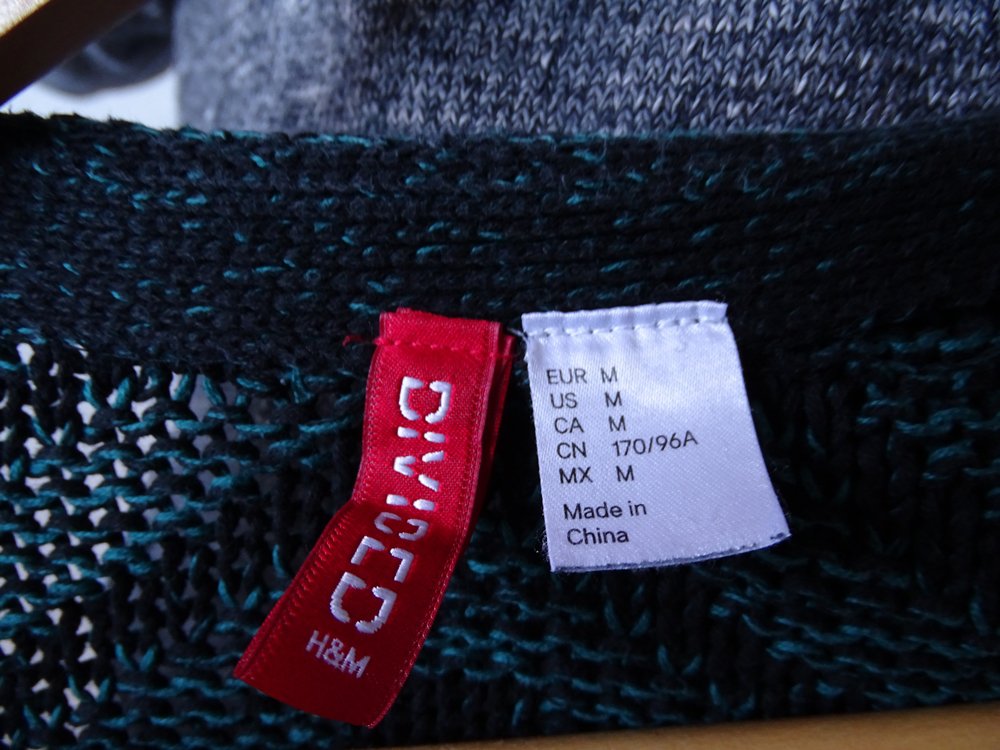 DIVIDED
H&M
EUR M
US M
CA M
CN 170/96A
MX M
Made in
China